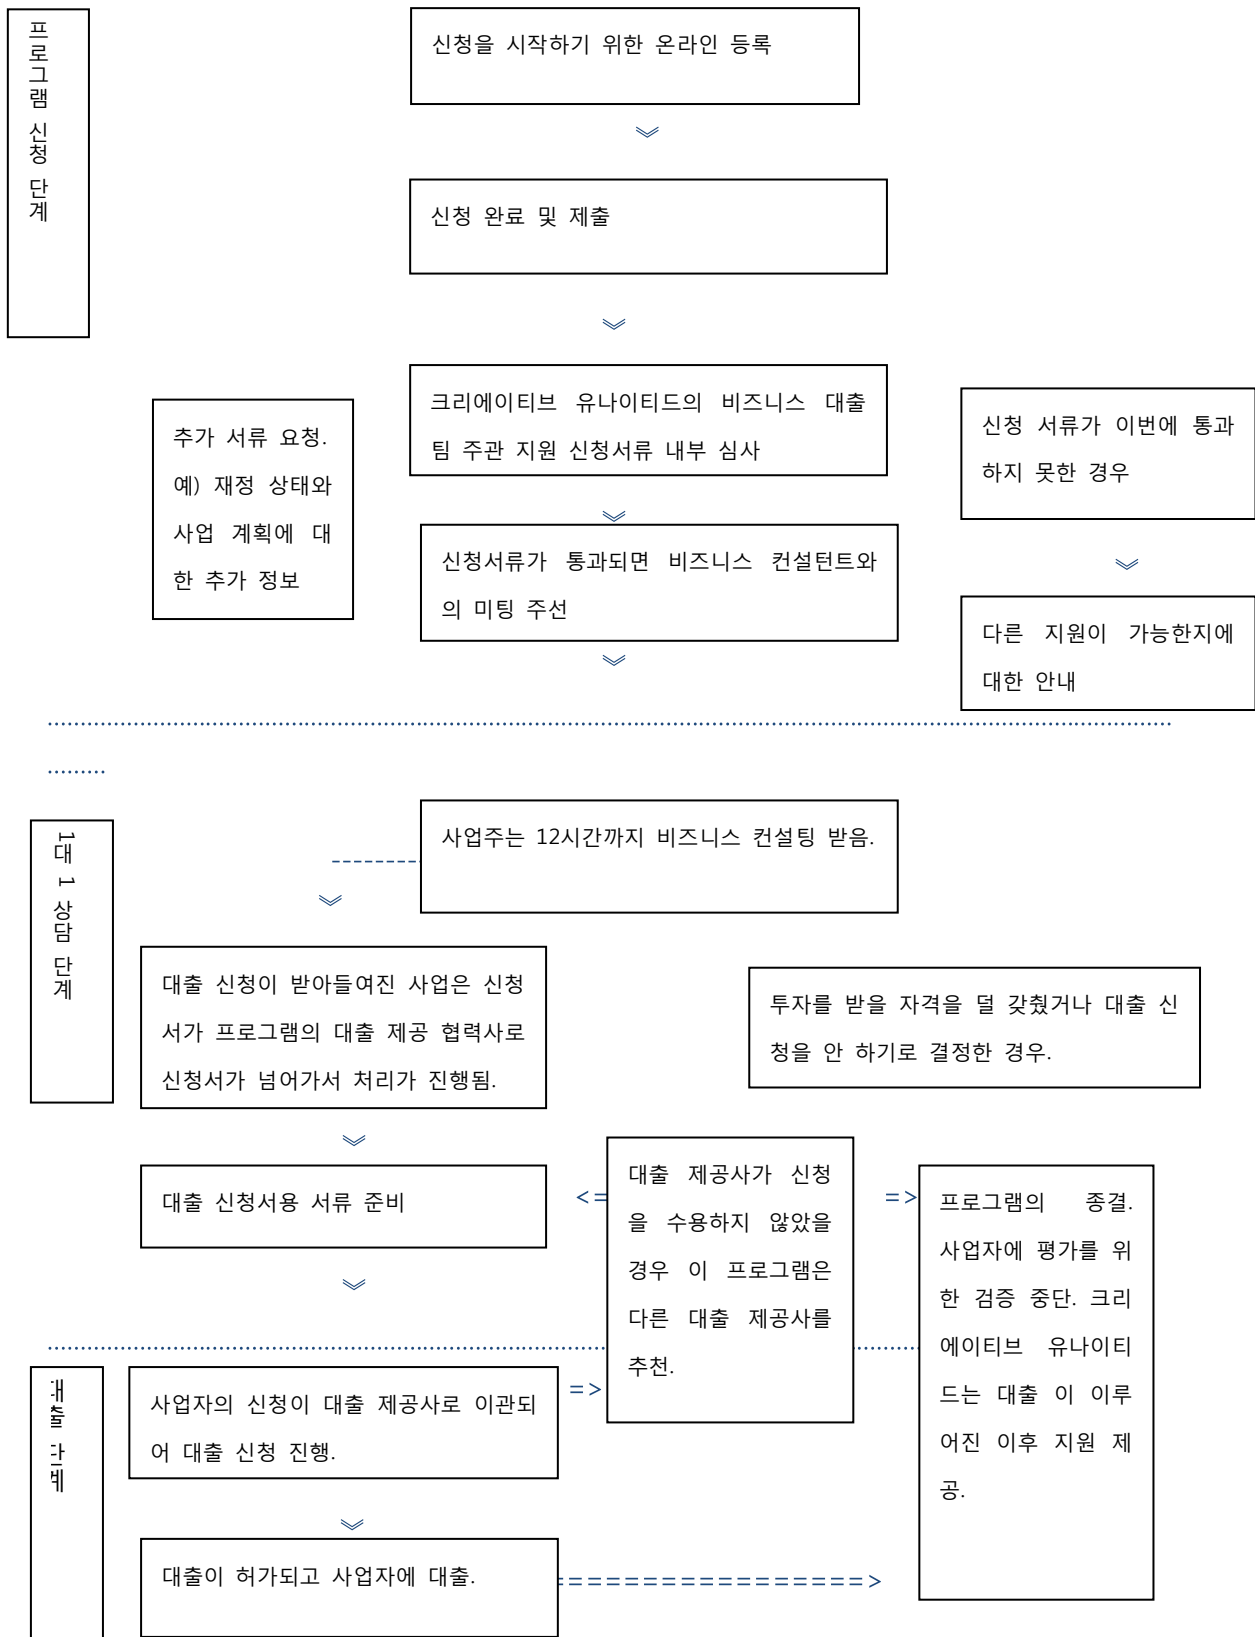 프로그램 신청 단계
신청을 시작하기 위한 온라인 등록
신청 완료 및 제출
크리에이티브 유나이티드의 비즈니스 대출
팀 주관 지원 신청서류 내부 심사
추가 서류 요청.
예) 재정 상태와
사업 계획에 대
한 추가 정보
신청 서류가 이번에 통과
하지 못한 경우
신청서류가 통과되면 비즈니스 컨설턴트와
의 미팅 주선
다른 지원이 가능한지에
대한 안내
1대 1 상담 단계
사업주는 12시간까지 비즈니스 컨설팅 받음.
대출 신청이 받아들여진 사업은 신청
서가 프로그램의 대출 제공 협력사로
신청서가 넘어가서 처리가 진행됨.
투자를 받을 자격을 덜 갖췄거나 대출 신
청을 안 하기로 결정한 경우.
대출 신청서용 서류 준비
<=
대출 제공사가 신청
을 수용하지 않았을
경우 이 프로그램은
다른 대출 제공사를
추천.
=>
프로그램의 종결.
사업자에 평가를 위
한 검증 중단. 크리
에이티브 유나이티
드는 대출 이 이루
어진 이후 지원 제
공.
대출 단계
사업자의 신청이 대출 제공사로 이관되
어 대출 신청 진행.
=>
대출이 허가되고 사업자에 대출.
==================>